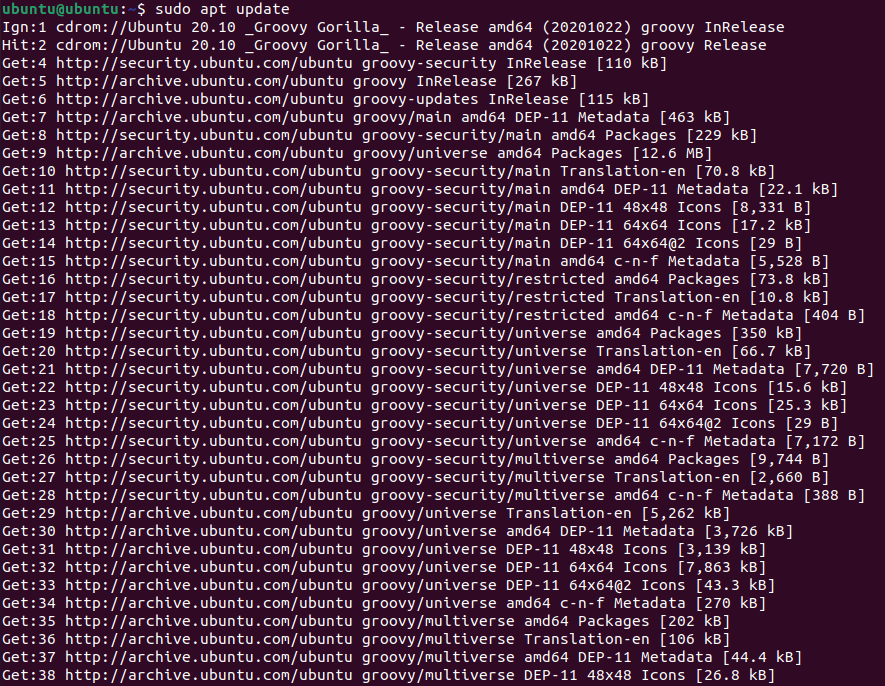 ubuntu@ubuntu:~$ sudo apt update
Ign:1 cdrom://Ubuntu 20.10 _Groovy Gorilla_ - Release amd64 (20201022) groovy InRelease
Hit:2 cdrom://Ubuntu 20.10 _Groovy Gorilla_ - Release amd64 (20201022) groovy Release
Get:4 http://security.ubuntu.com/ubuntu groovy-security InRelease [110 kB]
Get:5 http://archive.ubuntu.com/ubuntu groovy InRelease [267 kB]
Get:6 http://archive.ubuntu.com/ubuntu groovy-updates InRelease [115 kB]
Get:7 http://archive.ubuntu.com/ubuntu groovy/main amd64 DEP-11 Metadata [463 kB]
Get:8 http://security.ubuntu.com/ubuntu groovy-security/main amd64 Packages [229 kB]
Get:9 http://archive.ubuntu.com/ubuntu groovy/universe amd64 Packages [12.6 MB]
Get:10 http://security.ubuntu.com/ubuntu groovy-security/main Translation-en [70.8 kB]
Get:11 http://security.ubuntu.com/ubuntu groovy-security/main amd64 DEP-11 Metadata [22.1 kB]
Get:12 http://security.ubuntu.com/ubuntu groovy-security/main DEP-11 48x48 Icons [8,331 B]
Get:13 http://security.ubuntu.com/ubuntu groovy-security/main DEP-11 64x64 Icons [17.2 kB]
Get:14 http://security.ubuntu.com/ubuntu groovy-security/main DEP-11 64x64@2 Icons [29 B]
Get:15 http://security.ubuntu.com/ubuntu groovy-security/main amd64 c-n-f Metadata [5,528 B]
Get:16 http://security.ubuntu.com/ubuntu groovy-security/restricted amd64 Packages [73.8 kB]
Get:17 http://security.ubuntu.com/ubuntu groovy-security/restricted Translation-en [10.8 kB]
Get:18 http://security.ubuntu.com/ubuntu groovy-security/restricted amd64 c-n-f Metadata [404 B]
Get:19 http://security.ubuntu.com/ubuntu groovy-security/universe amd64 Packages [350 kB]
Get:20 http://security.ubuntu.com/ubuntu groovy-security/universe Translation-en [66.7 kB]
Get:21 http://security.ubuntu.com/ubuntu groovy-security/universe amd64 DEP-11 Metadata [7,720 B]
Get:22 http://security.ubuntu.com/ubuntu groovy-security/universe DEP-11 48x48 Icons [15.6 kB]
Get:23 http://security.ubuntu.com/ubuntu groovy-security/universe DEP-11 64x64 Icons [25.3 kB]
Get:24 http://security.ubuntu.com/ubuntu groovy-security/universe DEP-11 64x64@2 Icons [29 B]
Get:25 http://security.ubuntu.com/ubuntu groovy-security/universe amd64 c-n-f Metadata [7,172 B]
Get:26 http://security.ubuntu.com/ubuntu groovy-security/multiverse amd64 Packages [9,744 B]
Get:27 http://security.ubuntu.com/ubuntu groovy-security/multiverse Translation-en [2,660 B]
Get:28 http://security.ubuntu.com/ubuntu groovy-security/multiverse amd64 c-n-f Metadata [388 B]
Get:29 http://archive.ubuntu.com/ubuntu groovy/universe Translation-en [5,262 kB]
Get:30 http://archive.ubuntu.com/ubuntu groovy/universe amd64 DEP-11 Metadata [3,726 kB]
Get:31 http://archive.ubuntu.com/ubuntu groovy/universe DEP-11 48x48 Icons [3,139 kB]
Get:32 http://archive.ubuntu.com/ubuntu groovy/universe DEP-11 64x64 Icons [7,863 kB]
Get:33 http://archive.ubuntu.com/ubuntu groovy/universe DEP-11 64x64@2 Icons [43.3 kB]
Get:34 http://archive.ubuntu.com/ubuntu groovy/universe amd64 c-n-f Metadata [270 kB]
Get:35 http://archive.ubuntu.com/ubuntu groovy/multiverse amd64 Packages [202 kB]
Get:36 http://archive.ubuntu.com/ubuntu groovy/multiverse Translation-en [106 kB]
Get:37 http://archive.ubuntu.com/ubuntu groovy/multiverse amd64 DEP-11 Metadata [44.4 kB]
Get:38 http://archive.ubuntu.com/ubuntu groovy/multiverse DEP-11 48x48 Icons [26.8 kB]